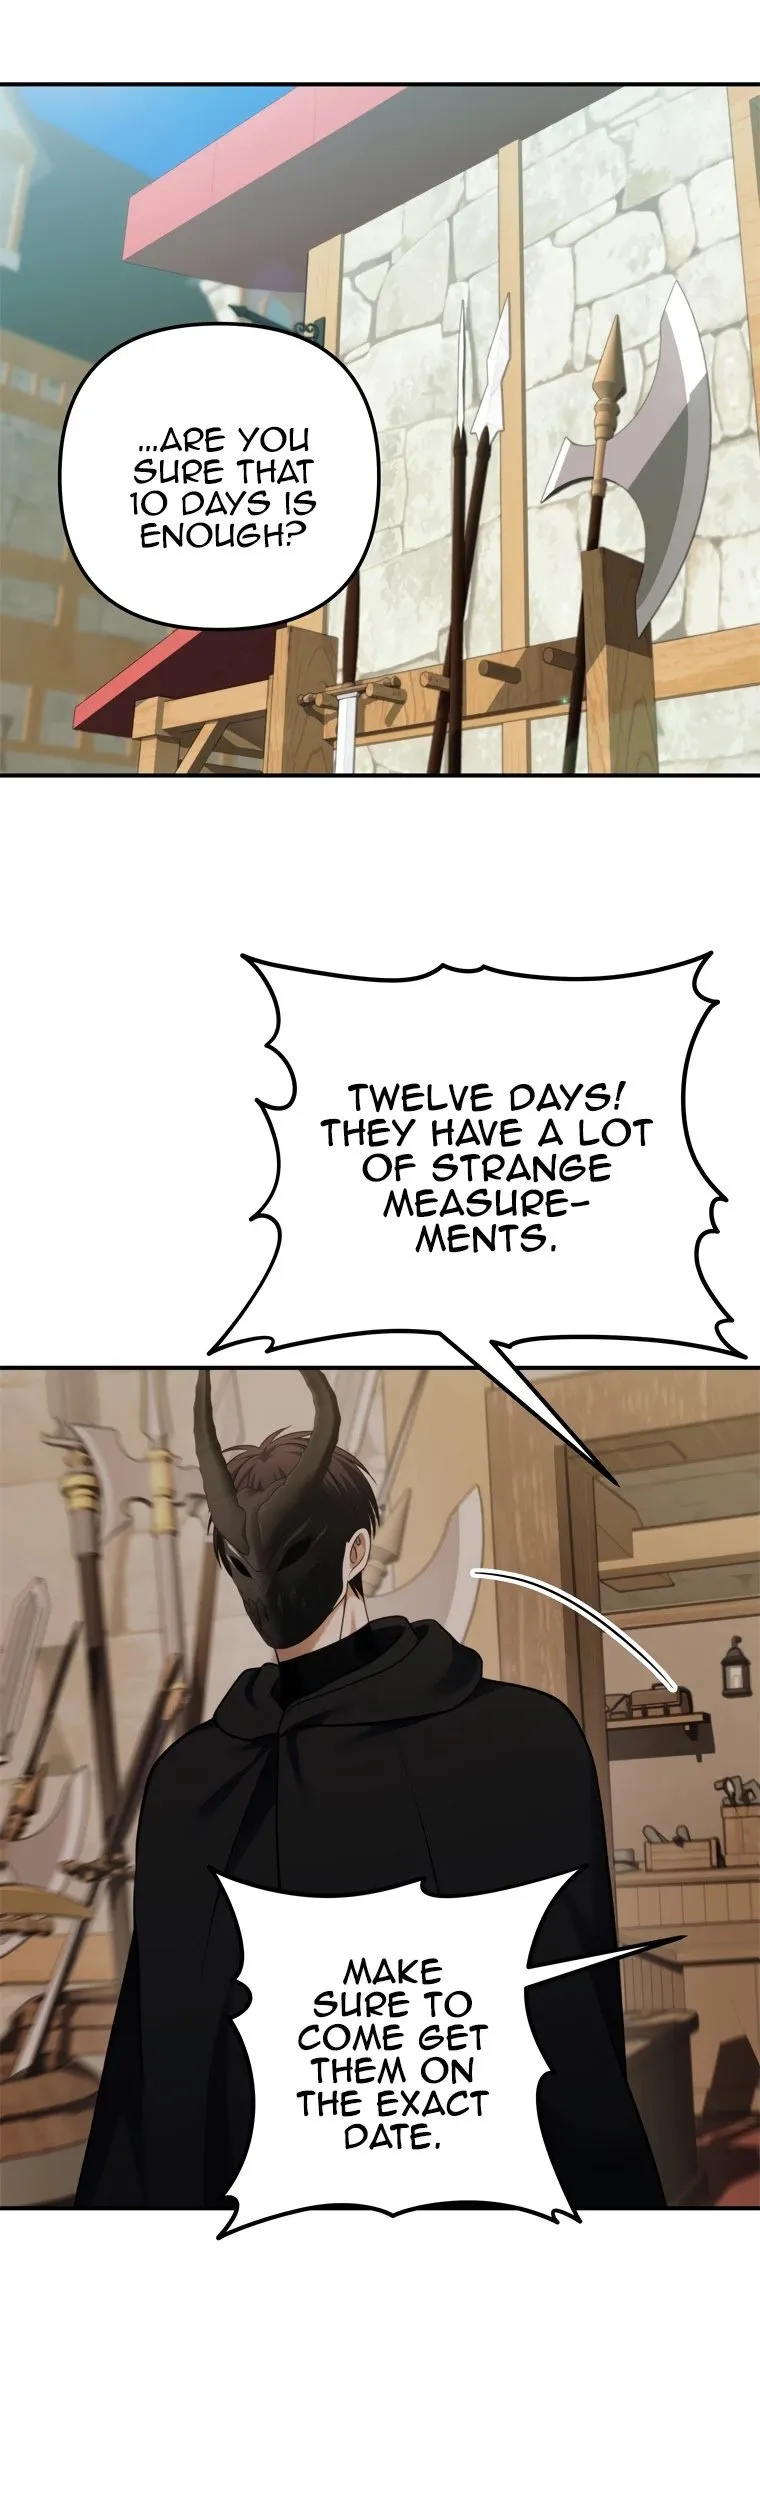 ...ARE YOU
SURE THAT
10 DAYS IS
ENOUGH?
TWELVE DAYS!
THEY HAVE A LOT
OF STRANGE
MEASURE-
MENTS.
MAKE
SURE TO
COME GET
THEM ON
THE EXACT
DATE.